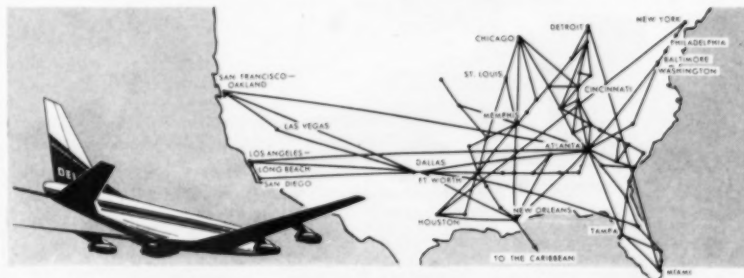 DETROIT
NEW YORK
CHICAGO
PHILADELPHIA
BALTIMORE
WASHINGTON
SAN FRANCISCO—
OAKLAND
ST. LOUIS
CINCINNATI
MEMPHIS
LAS VEGAS
ATLANTA
LOS ANGELES—
LONG BEACH
DALLAS
FT WORTH
SAN DIEGO
HOUSTON
NEW ORLEANS
TAMPA
TO THE CARIBBEAN
MIAMI